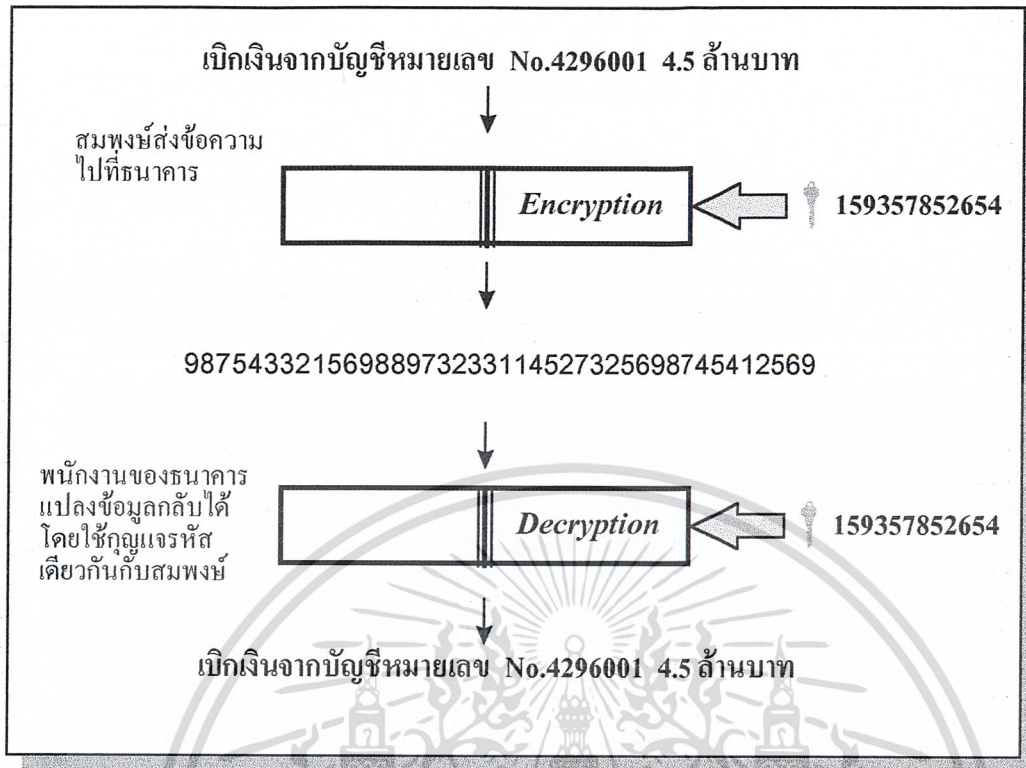 เบิกเงินจากบัญชีหมายเลข No.4296001 4.5 ล้านบาท
สมพงษ์ส่งข้อความ
ไปที่ธนาคาร
Encryption
159357852654
98754332156988973233114527325698745412569
พนักงานของธนาคาร
แปลงข้อมูลกลับได้
โดยใช้กุญแจรหัส
เดียวกันกับสมพงษ์
Decryption
159357852654
เบิกเงินจากบัญชีหมายเลข No.4296001 4.5 ล้านบาท